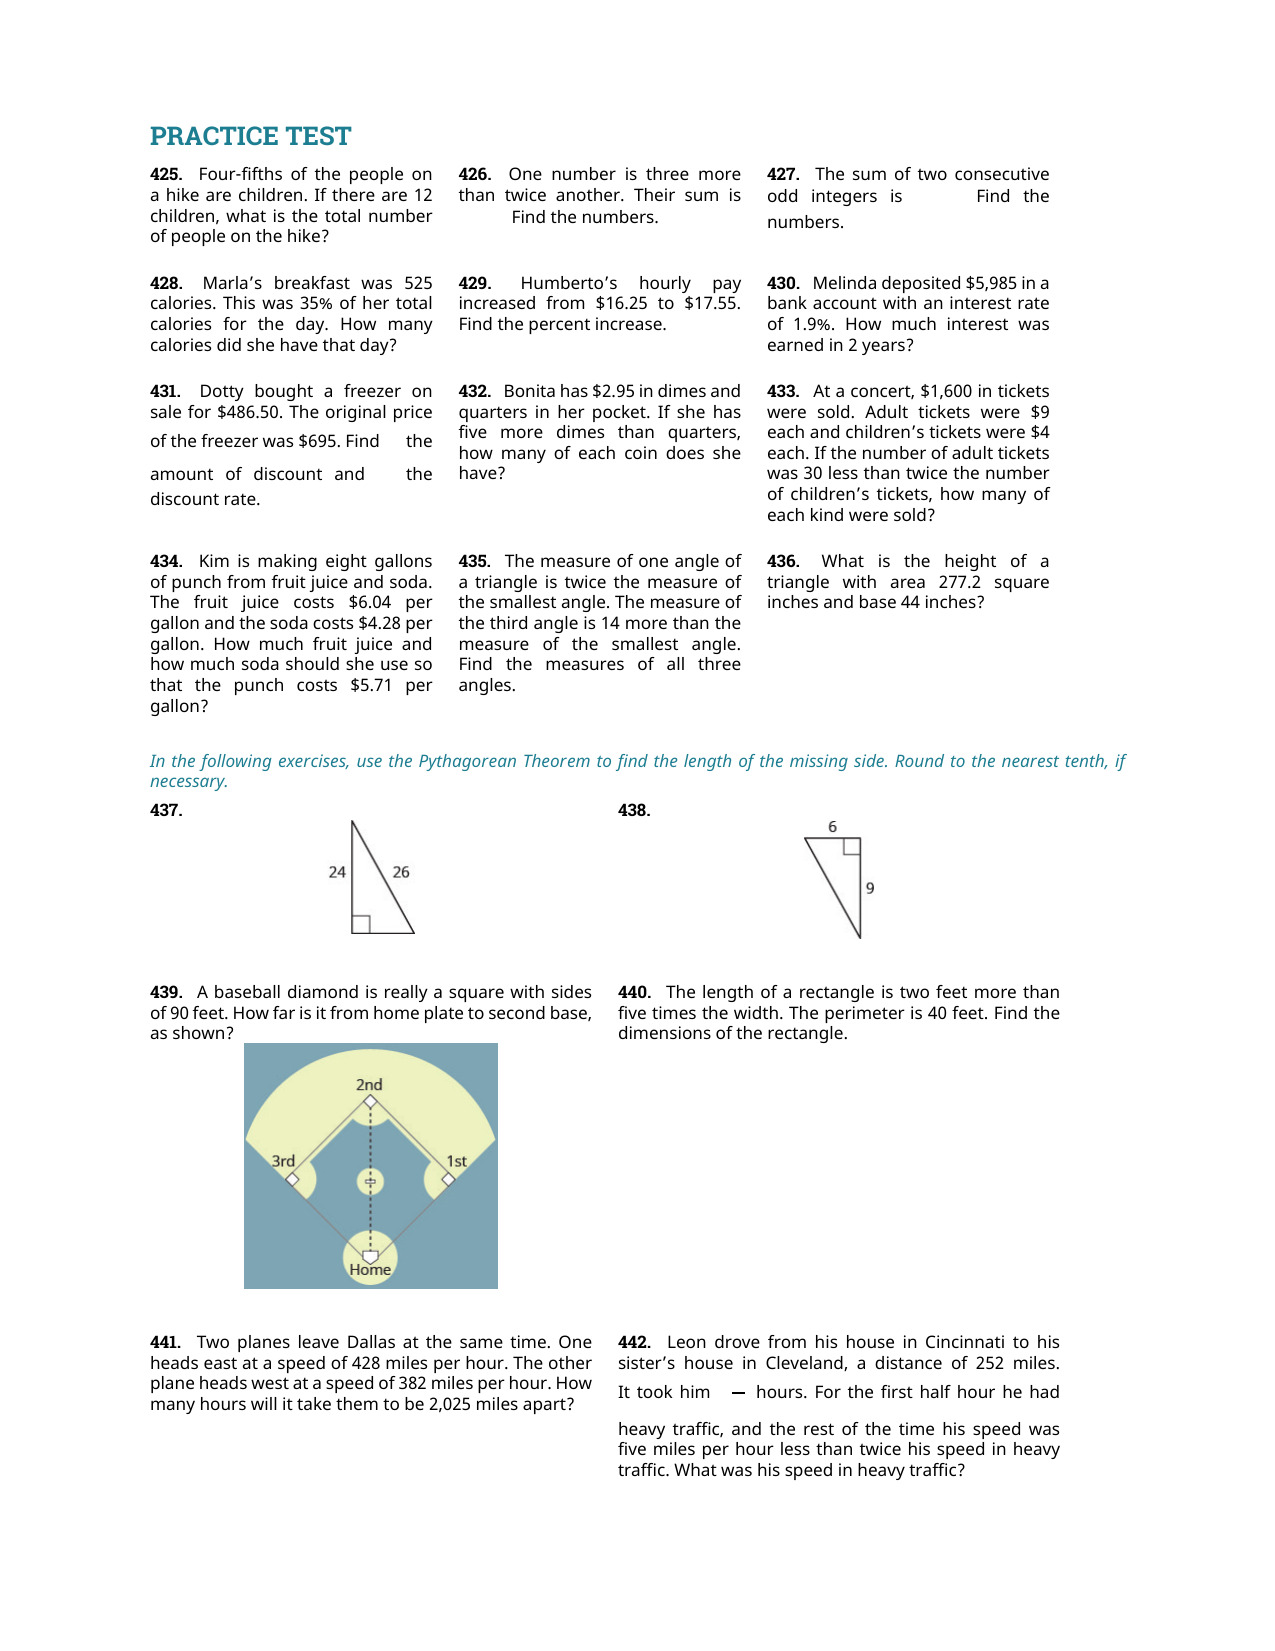 PRACTICE TEST
425. Four-fifths of the people on
a hike are children. If there are 12
children, what is the total number
of people on the hike?
426. One number is three more
than twice another. Their sum is
Find the numbers.
427. The sum of two consecutive
odd integers is Find the
numbers.
428. Marla’s breakfast was 525
calories. This was 35% of her total
calories for the day. How many
calories did she have that day?
429. Humberto’s hourly pay
increased from $16.25 to $17.55.
Find the percent increase.
430. Melinda deposited $5,985 in a
bank account with an interest rate
of 1.9%. How much interest was
earned in 2 years?
431. Dotty bought a freezer on
sale for $486.50. The original price
of the freezer was $695. Find the
amount of discount and the
discount rate.
432. Bonita has $2.95 in dimes and
quarters in her pocket. If she has
five more dimes than quarters,
how many of each coin does she
have?
433. At a concert, $1,600 in tickets
were sold. Adult tickets were $9
each and children’s tickets were $4
each. If the number of adult tickets
was 30 less than twice the number
of children’s tickets, how many of
each kind were sold?
434. Kim is making eight gallons
of punch from fruit juice and soda.
The fruit juice costs $6.04 per
gallon and the soda costs $4.28 per
gallon. How much fruit juice and
how much soda should she use so
that the punch costs $5.71 per
gallon?
435. The measure of one angle of
a triangle is twice the measure of
the smallest angle. The measure of
the third angle is 14 more than the
measure of the smallest angle.
Find the measures of all three
angles.
436. What is the height of a
triangle with area 277.2 square
inches and base 44 inches?
In the following exercises, use the Pythagorean Theorem to find the length of the missing side. Round to the nearest tenth, if
necessary.
437.
24 26
438.
6
9
439. A baseball diamond is really a square with sides
of 90 feet. How far is it from home plate to second base,
as shown?
2nd
3rd 1st
Home
440. The length of a rectangle is two feet more than
five times the width. The perimeter is 40 feet. Find the
dimensions of the rectangle.
441. Two planes leave Dallas at the same time. One
heads east at a speed of 428 miles per hour. The other
plane heads west at a speed of 382 miles per hour. How
many hours will it take them to be 2,025 miles apart?
442. Leon drove from his house in Cincinnati to his
sister’s house in Cleveland, a distance of 252 miles.
It took him – hours. For the first half hour he had
heavy traffic, and the rest of the time his speed was
five miles per hour less than twice his speed in heavy
traffic. What was his speed in heavy traffic?